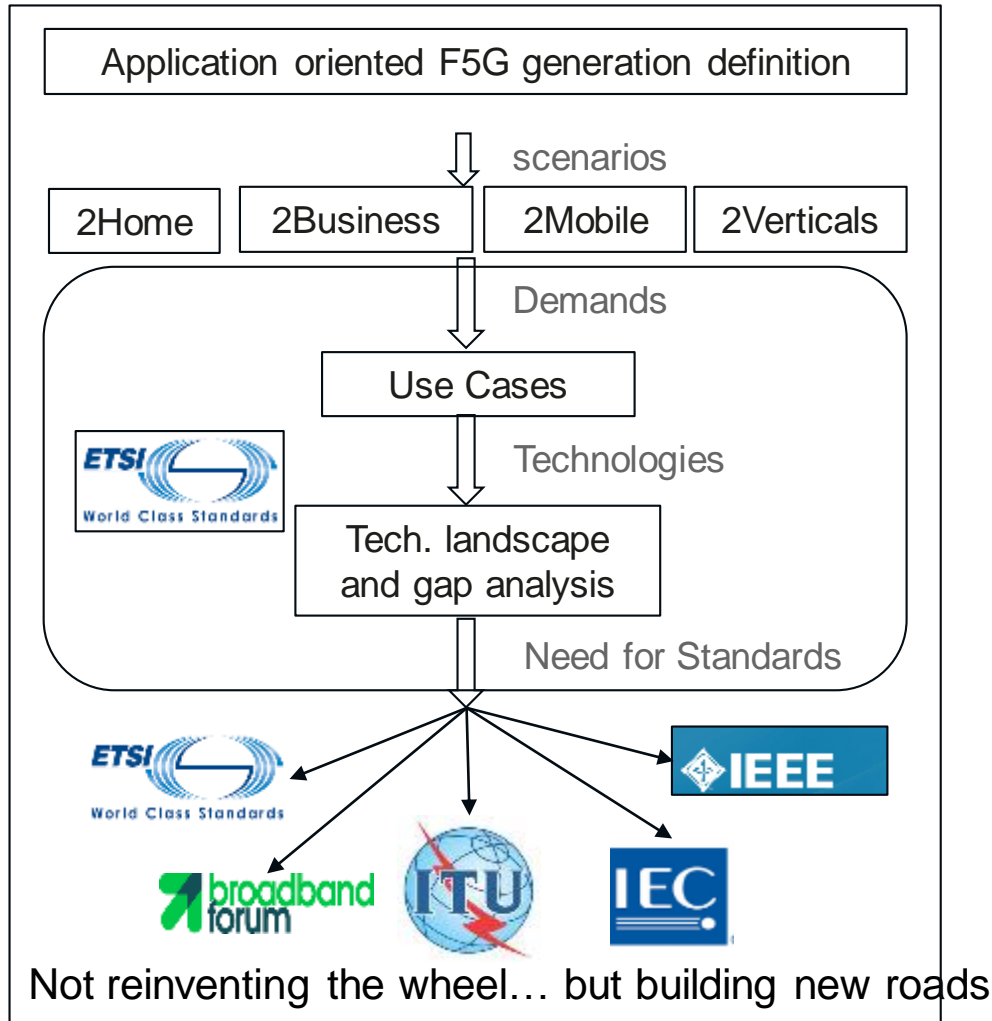 Application oriented F5G generation definition
scenarios
2Home
2Business
2Mobile
2Verticals
Demands
Use Cases
ETSI
World Class Standards
Technologies
Tech. landscape
and gap analysis
Need for Standards
ETSI
World Class Standards
IEEE
broadband
forum
ITU
IEC
Not reinventing the wheel… but building new roads